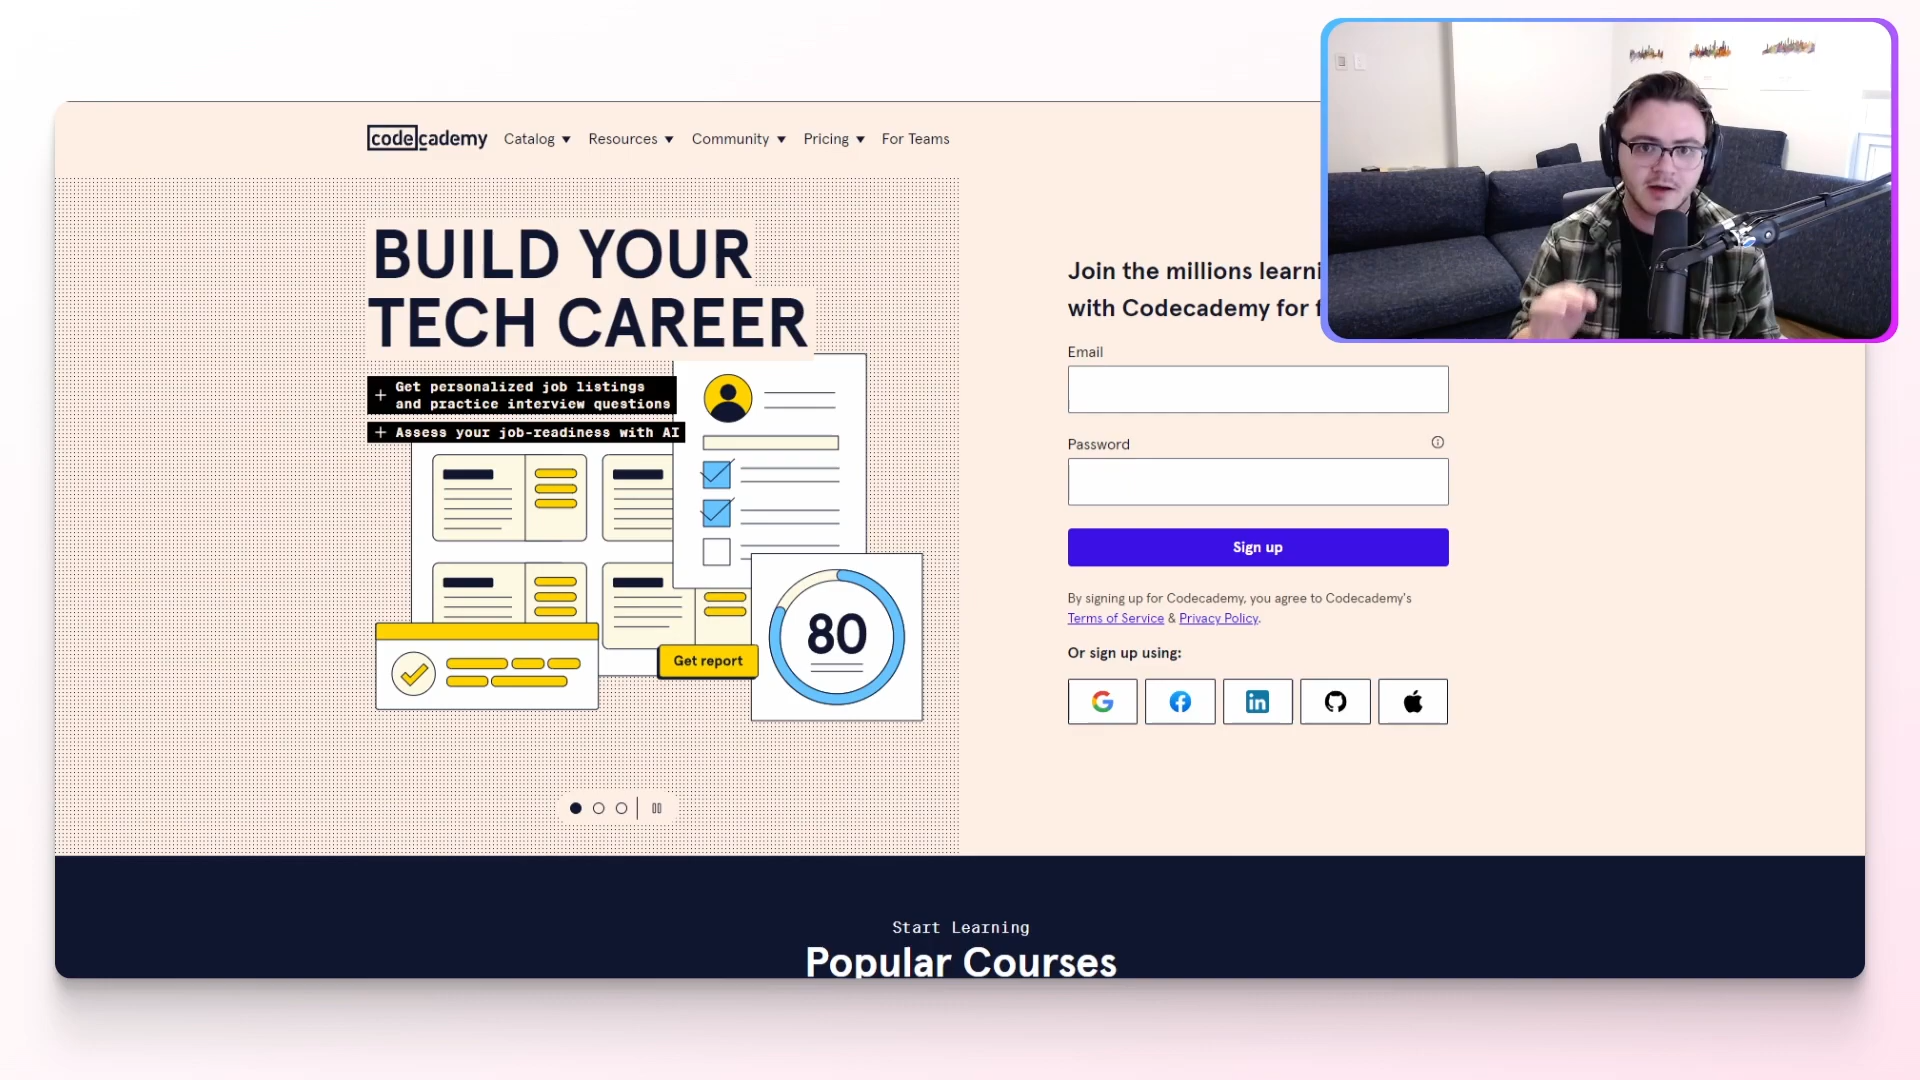 codecademy
Catalog
Resources
Community
Pricing
For Teams
BUILD YOUR
TECH CAREER
+ Get personalized job listings
and practice interview questions
+ Assess your job-readiness with AI
Get report
80
Join the millions learni
with Codecademy for f
Email
Password
Sign up
By signing up for Codecademy, you agree to Codecademy's
Terms of Service & Privacy Policy.
Or sign up using:
Start Learning
Popular Courses